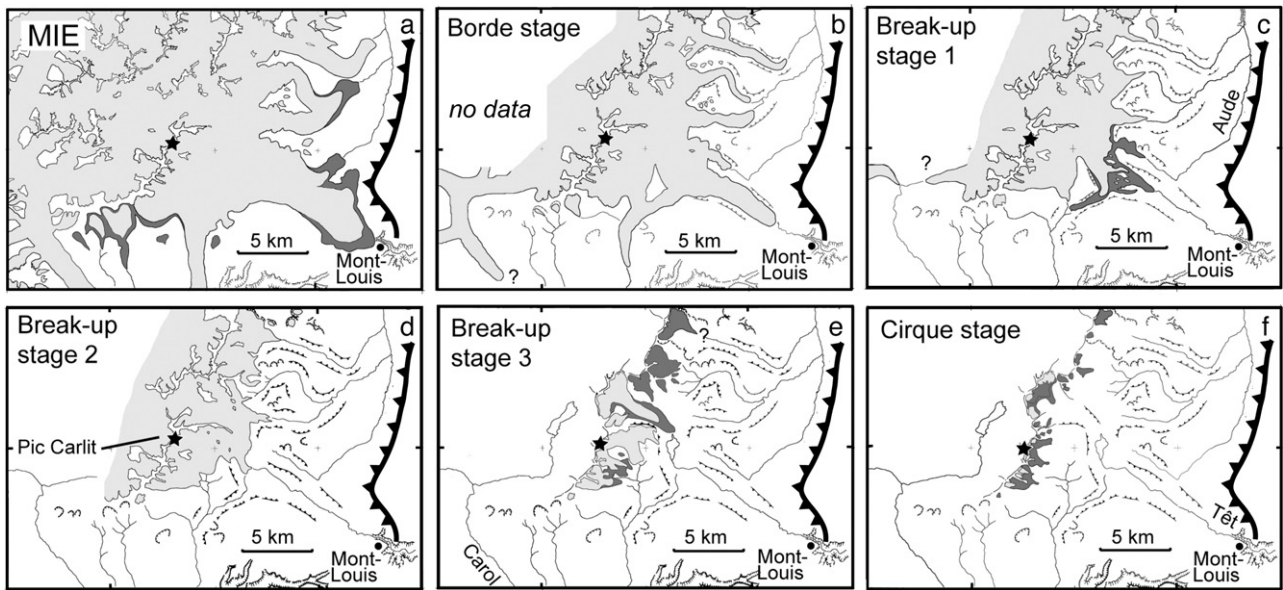 MIE
a
5 km
Mont-
Louis
Borde stage
b
no data
?
5 km
Mont-
Louis
Break-up
stage 1
c
Aude
?
5 km
Mont-
Louis
Break-up
stage 2
d
Pic Carlit
5 km
Mont-
Louis
Break-up
stage 3
e
?
Carol
5 km
Mont-
Louis
Cirque stage
f
Têt
5 km
Mont-
Louis